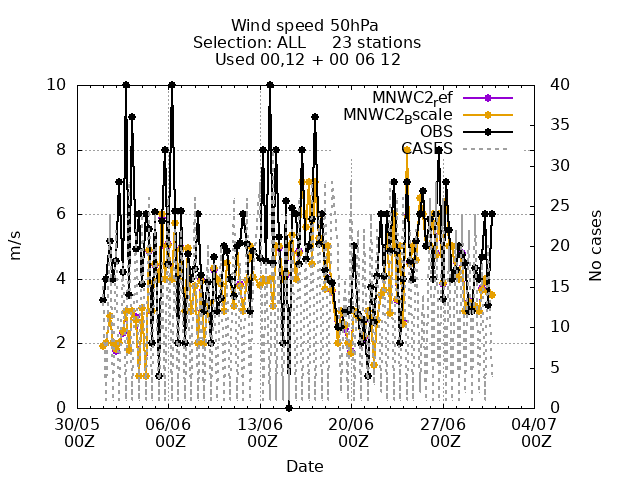 Wind speed 50hPa
Selection: ALL 23 stations
Used 00,12 + 00 06 12
10 40
MNWC2ref
35
MNWC2Bscale
OBS
8 CASES 30
25
6
m/s 20 No cases
4
15
10
2
5
0 0
30/05 06/06 13/06 20/06 27/06 04/07
00Z 00Z 00Z 00Z 00Z 00Z
Date